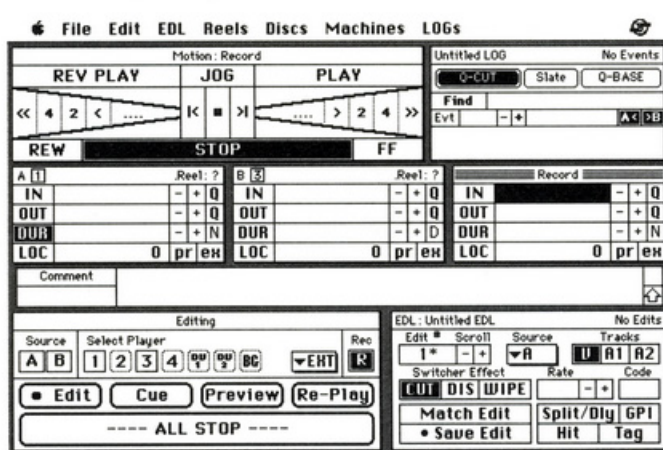 File Edit EDL Reels Discs Machines LOGs
Motion: Record
REV PLAY JOG PLAY
<< 4 2 < .... |< ■ >| .... > 2 4 >>
REW STOP FF
Untitled LOG No Events
Q-CUT Slate Q-BASE
Find
Evt - + A< >B
A 1 Reel: ?
IN - + Q
OUT - + Q
DUR - + N
LOC 0 pr ex
B 3 Reel: ?
IN - + Q
OUT - + Q
DUR - + D
LOC 0 pr ex
Record
IN - + Q
OUT - + Q
DUR - + N
LOC 0 pr ex
Comment
Editing
Source Select Player Rec
A B 1 2 3 4 BG ▼EXT R
● Edit Cue Preview Re-Play
---- ALL STOP ----
EDL: Untitled EDL No Edits
Edit # Scroll Source Tracks
1* - + ▼A V A1 A2
Switcher Effect Rate Code
CUT DIS WIPE - +
Match Edit Split/Dly GPI
• Save Edit Hit Tag